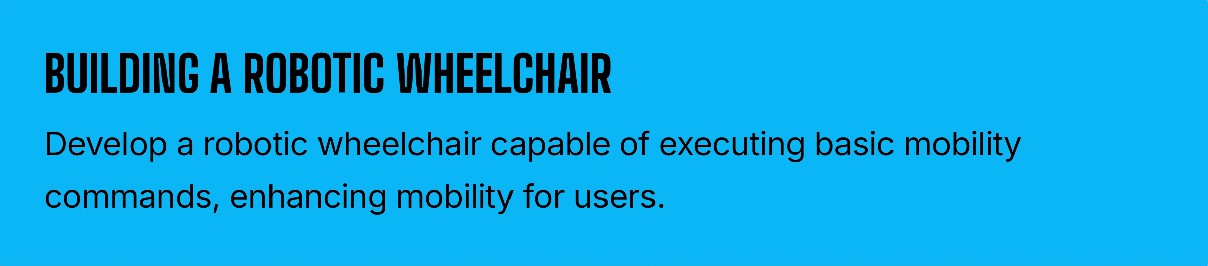 BUILDING A ROBOTIC WHEELCHAIR
Develop a robotic wheelchair capable of executing basic mobility
commands, enhancing mobility for users.